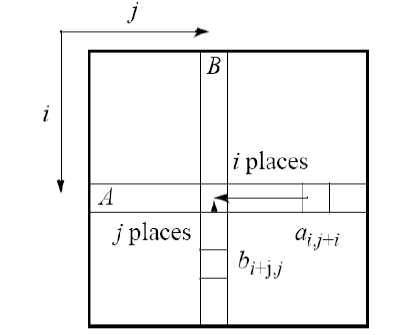 j
B
i
i places
A
j places
a_{i,j+i}
b_{i+j,j}